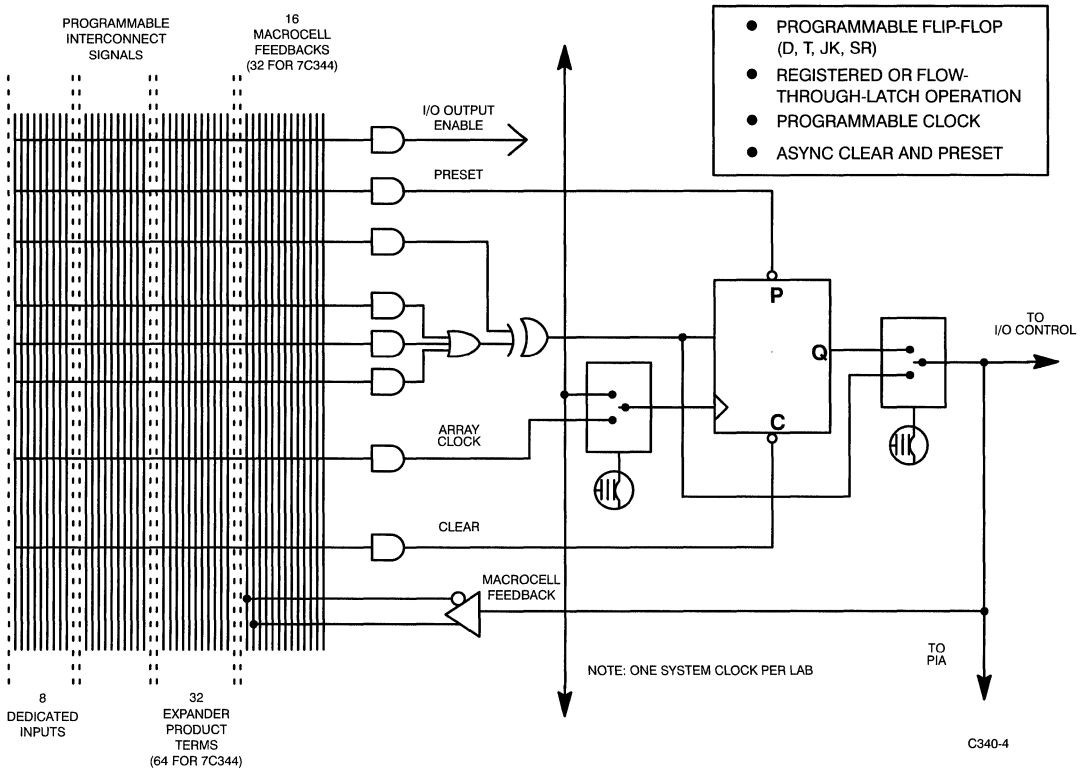 PROGRAMMABLE
INTERCONNECT
SIGNALS
16
MACROCELL
FEEDBACKS
(32 FOR 7C344)
● PROGRAMMABLE FLIP-FLOP
(D, T, JK, SR)
● REGISTERED OR FLOW-
THROUGH-LATCH OPERATION
● PROGRAMMABLE CLOCK
● ASYNC CLEAR AND PRESET
I/O OUTPUT
ENABLE
PRESET
P
Q
C
TO
I/O CONTROL
ARRAY
CLOCK
CLEAR
MACROCELL
FEEDBACK
NOTE: ONE SYSTEM CLOCK PER LAB
TO
PIA
8
DEDICATED
INPUTS
32
EXPANDER
PRODUCT
TERMS
(64 FOR 7C344)
C340-4